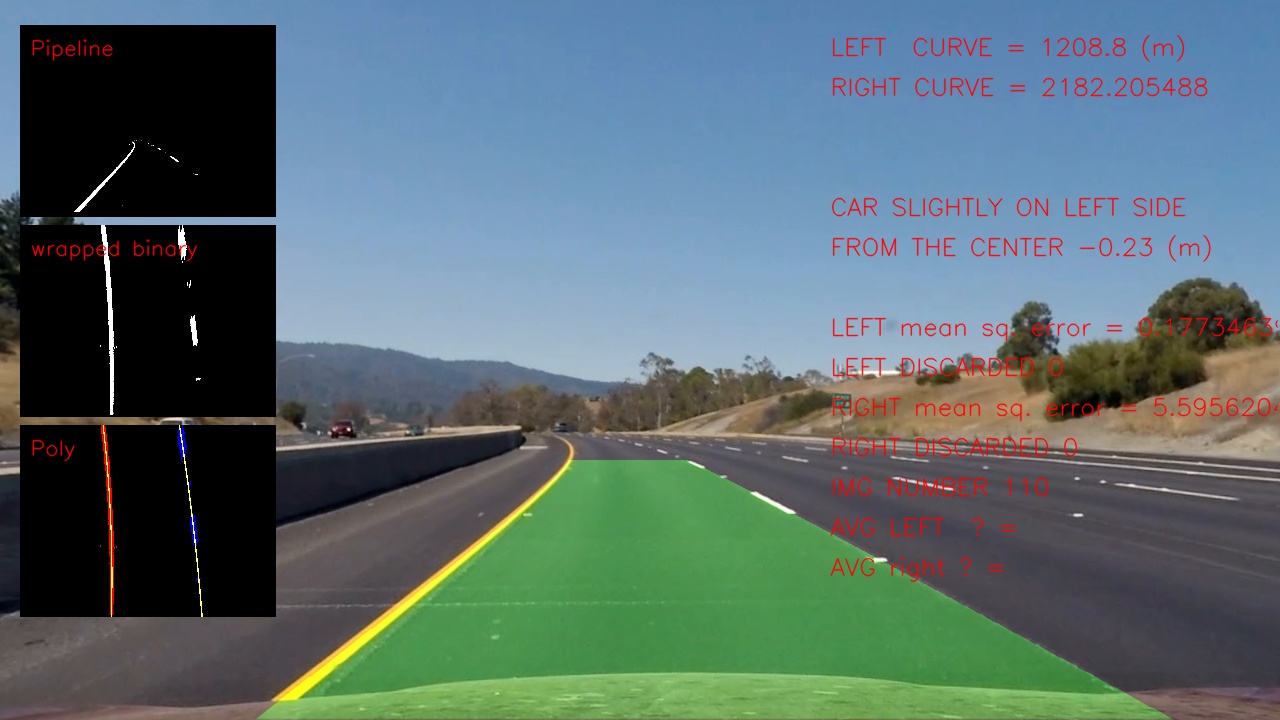 Pipeline
wrapped binary
Poly
LEFT CURVE = 1208.8 (m)
RIGHT CURVE = 2182.205488
CAR SLIGHTLY ON LEFT SIDE
FROM THE CENTER -0.23 (m)
LEFT mean sq. error = 0.1773463
LEFT DISCARDED 0
RIGHT mean sq. error = 5.595620
RIGHT DISCARDED 0
IMG NUMBER 110
AVG LEFT ? =
AVG right ? =